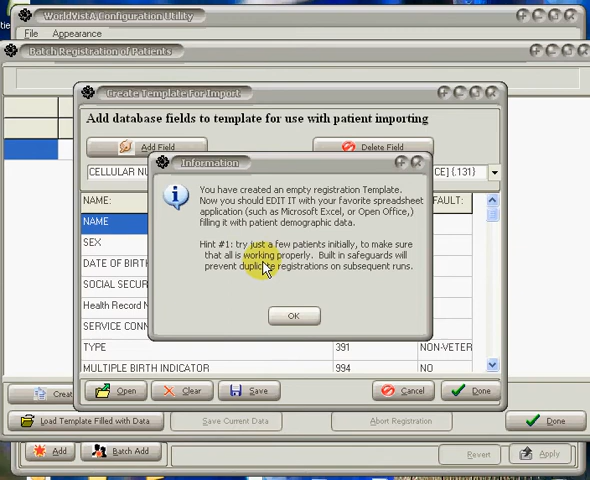 WorldVistA Configuration Utility
File Appearance
Batch Registration of Patients
Create Template for Import
Add database fields to template for use with patient importing
Add Field
Delete Field
CELLULAR NU
CE] {.131}
Information
You have created an empty registration Template.
Now you should EDIT IT with your favorite spreadsheet
application (such as Microsoft Excel, or Open Office,)
filling it with patient demographic data.
Hint #1: try just a few patients initially, to make sure
that all is working properly. Built in safeguards will
prevent duplicate registrations on subsequent runs.
OK
NAME:
FAULT:
NAME
SEX
DATE OF BIRTH
SOCIAL SECUR
Health Record N
SERVICE CONN
TYPE 391 NON-VETER
MULTIPLE BIRTH INDICATOR 994 NO
Open Clear Save Cancel Done
Creat
Load Template Filled with Data
Save Current Data
Abort Registration
Done
Add Batch Add
Revert Apply